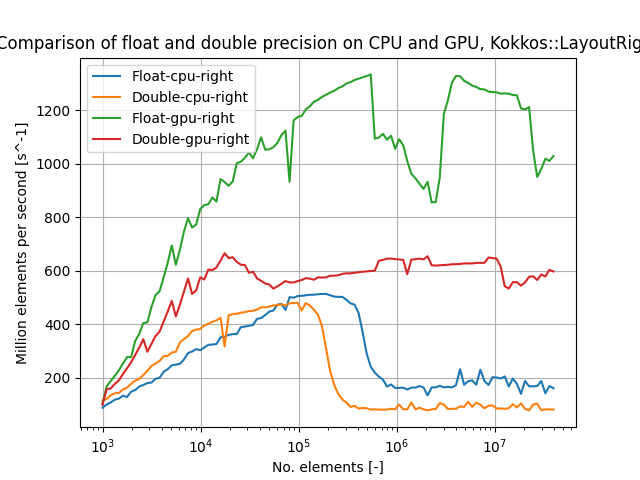 Comparison of float and double precision on CPU and GPU, Kokkos::LayoutRig
Float-cpu-right
Double-cpu-right
Float-gpu-right
Double-gpu-right
Million elements per second [s^-1]
1200
1000
800
600
400
200
10³ 10⁴ 10⁵ 10⁶ 10⁷
No. elements [-]